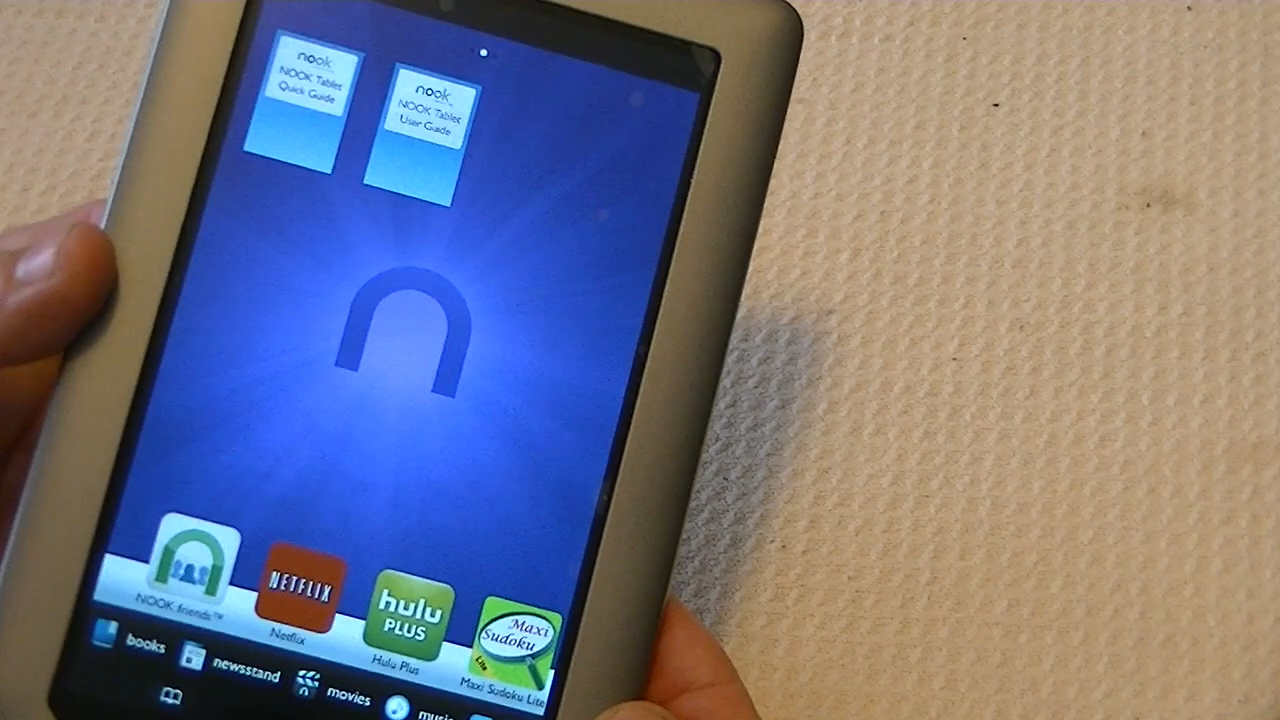 nook
NOOK Tablet
Quick Guide
nook
NOOK Tablet
User Guide
NETFLIX
hulu
PLUS
Maxi
Sudoku
Lite
NOOK friends™
Netflix
Hulu Plus
Maxi Sudoku Lite
books
newsstand
movies
music